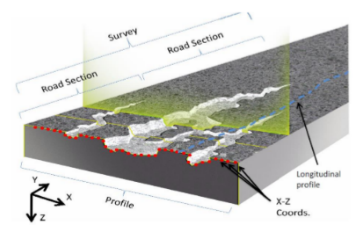 Survey
Road Section
Road Section
Longitudinal
profile
X-Z
Coords.
Profile
Y
X
Z